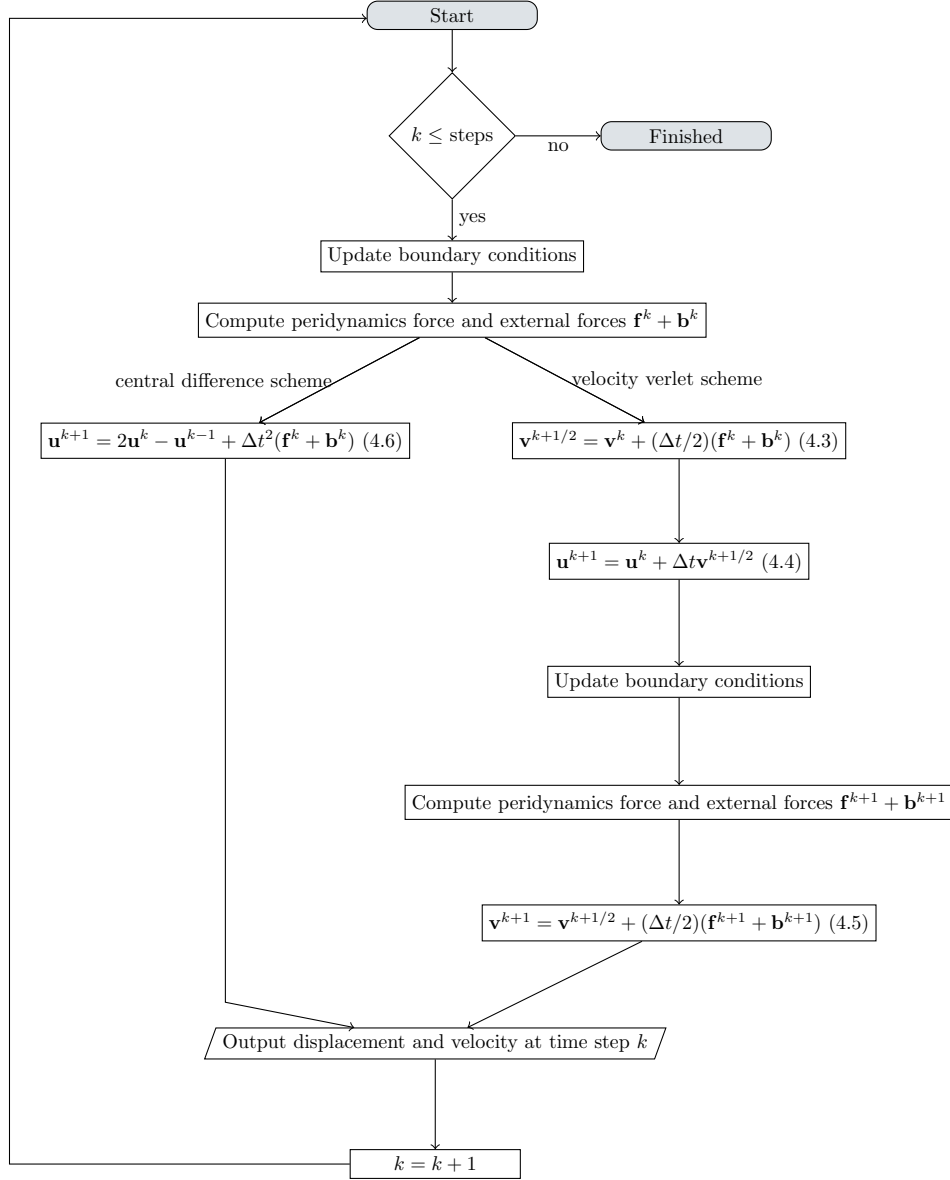 Start
k ≤ steps
no
Finished
yes
Update boundary conditions
Compute peridynamics force and external forces f^k + b^k
central difference scheme
velocity verlet scheme
u^{k+1} = 2u^k − u^{k−1} + Δt^2(f^k + b^k) (4.6)
v^{k+1/2} = v^k + (Δt/2)(f^k + b^k) (4.3)
u^{k+1} = u^k + Δtv^{k+1/2} (4.4)
Update boundary conditions
Compute peridynamics force and external forces f^{k+1} + b^{k+1}
v^{k+1} = v^{k+1/2} + (Δt/2)(f^{k+1} + b^{k+1}) (4.5)
Output displacement and velocity at time step k
k = k + 1